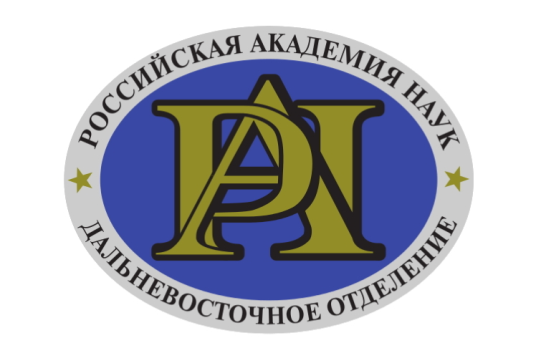 РОССИЙСКАЯ АКАДЕМИЯ НАУК
РАН
ДАЛЬНЕВОСТОЧНОЕ ОТДЕЛЕНИЕ